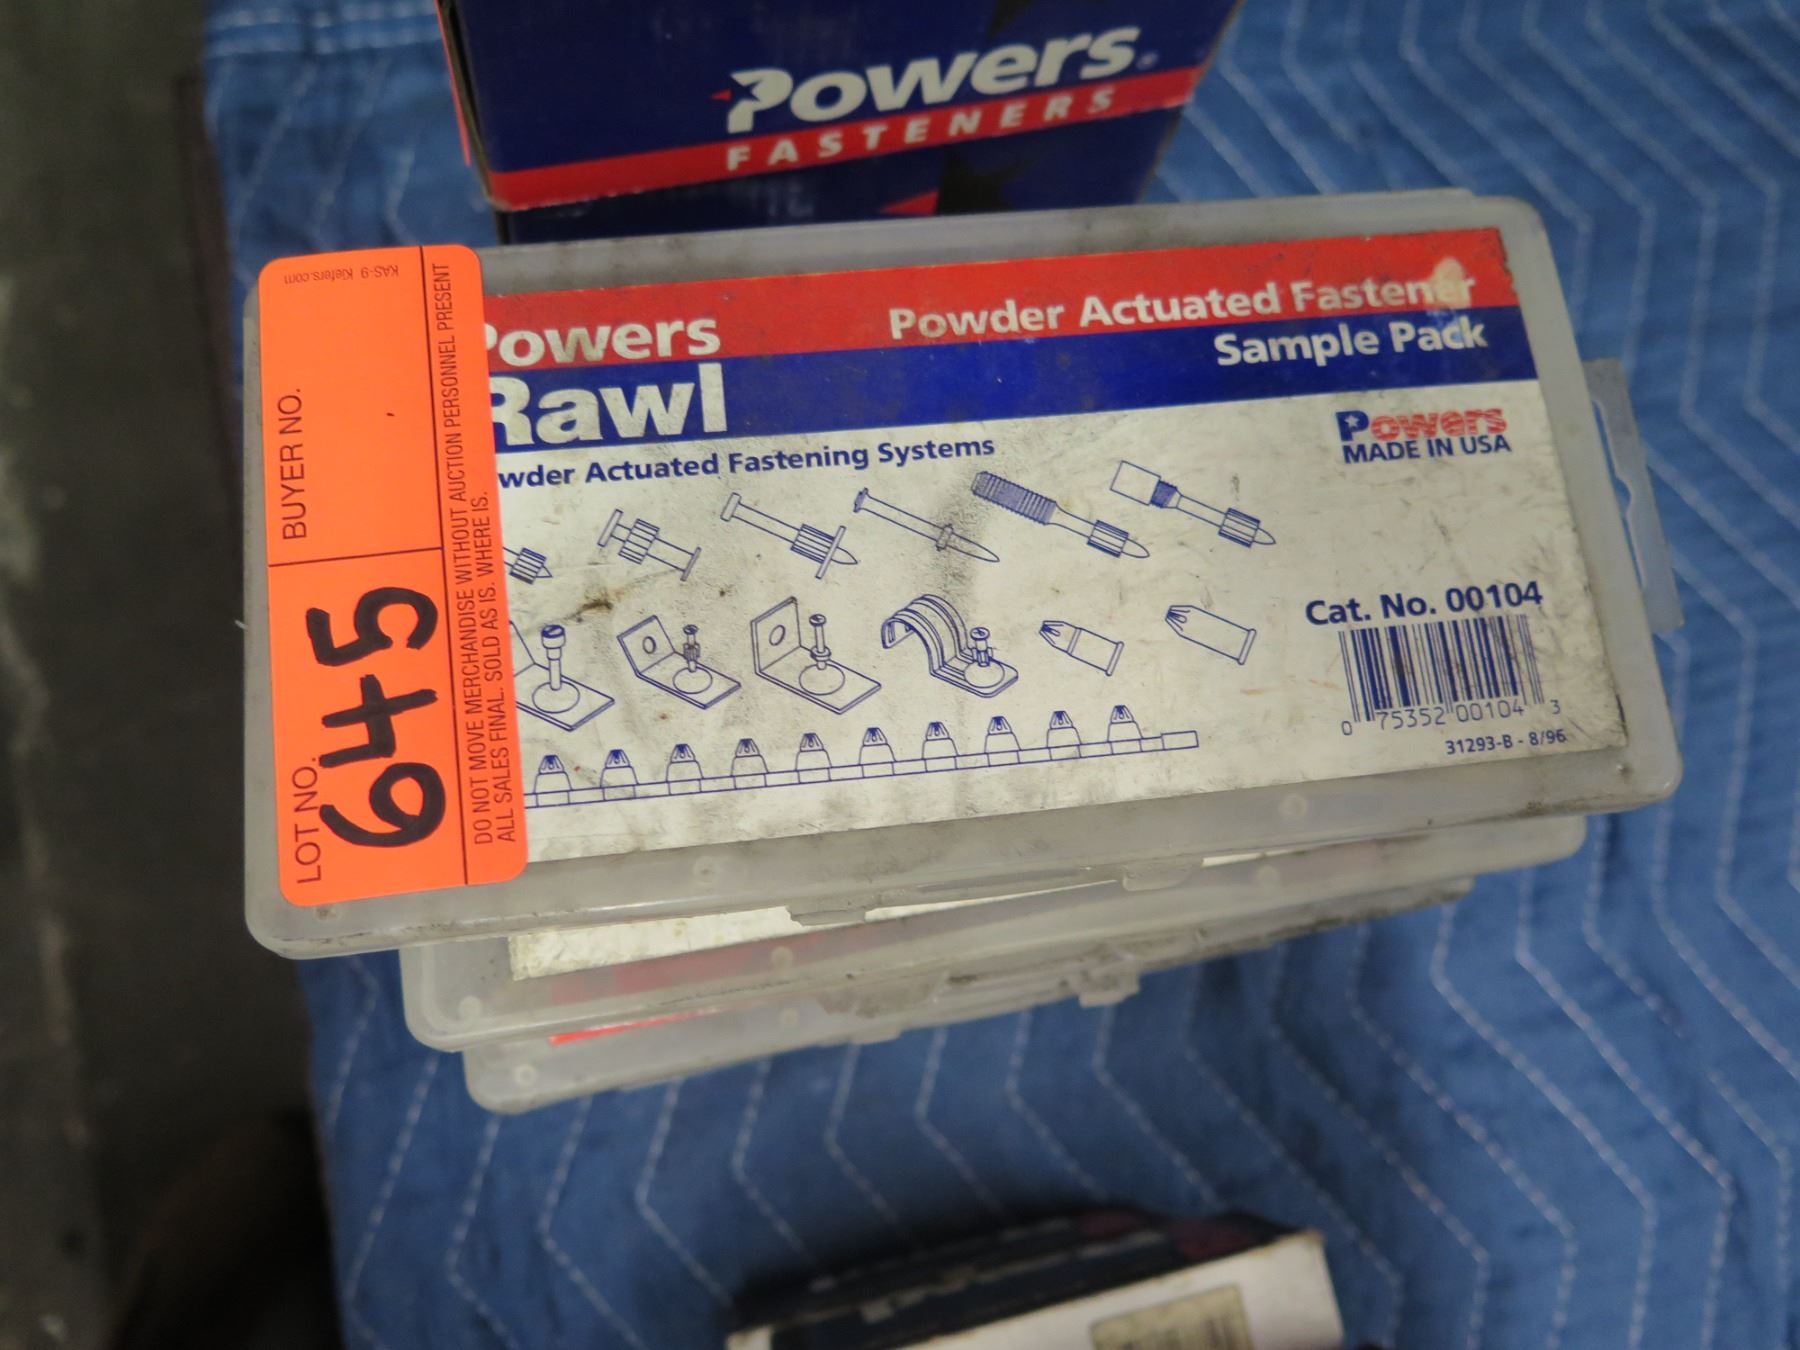 Powers
FASTENERS
KAS-9 Kiefers.com
BUYER NO.
LOT NO.
645
DO NOT MOVE MERCHANDISE WITHOUT AUCTION PERSONNEL PRESENT
ALL SALES FINAL. SOLD AS IS. WHERE IS.
Powers
Rawl
wder Actuated Fastening Systems
Powder Actuated Fastener
Sample Pack
Powers
MADE IN USA
Cat. No. 00104
0 75352 00104 3
31293-B - 8/96